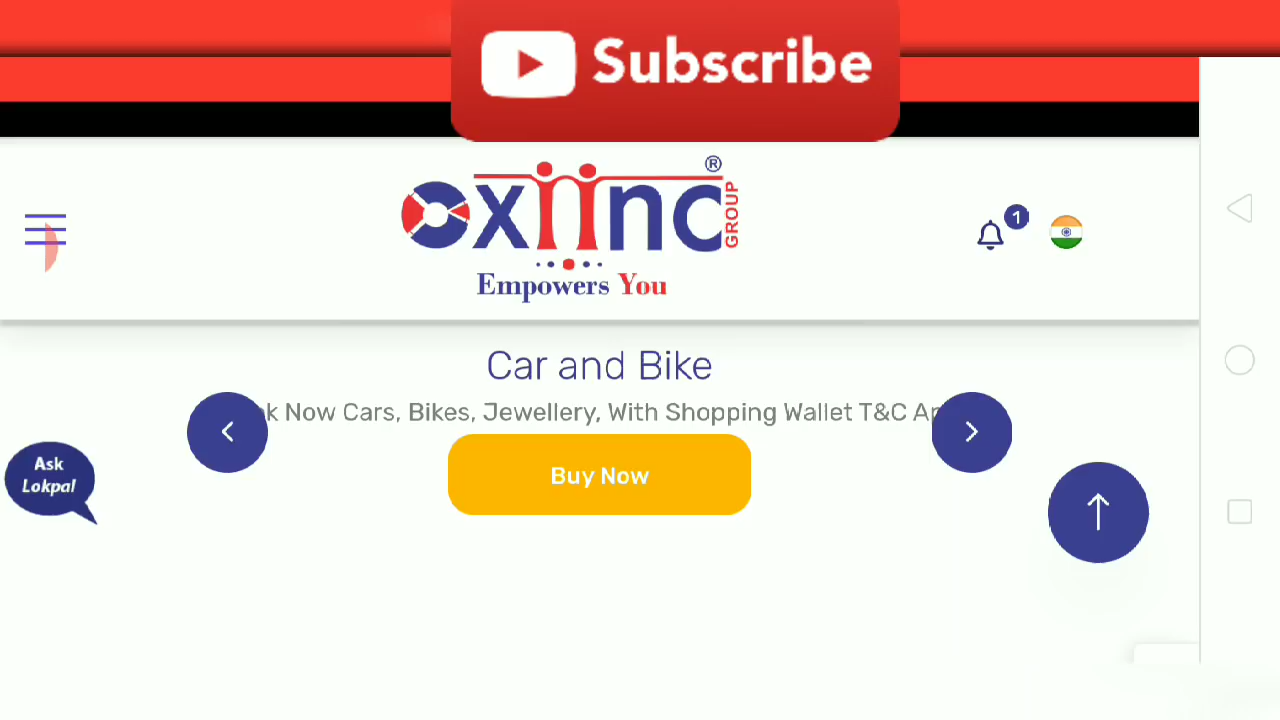 Subscribe
Oxiinc GROUP ®
Empowers You
1
Car and Bike
k Now Cars, Bikes, Jewellery, With Shopping Wallet T&C Ap
Buy Now
Ask
Lokpal